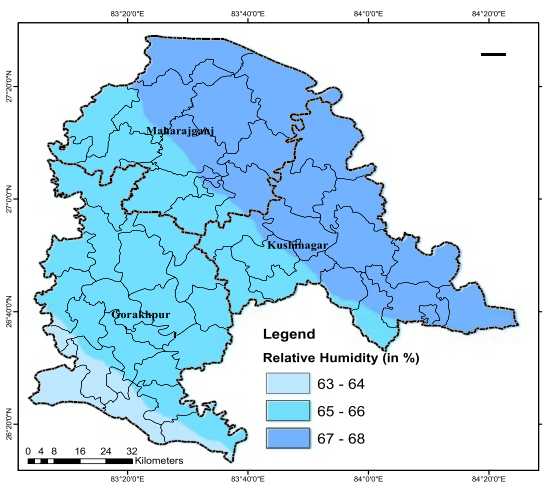 83°20'0"E 83°40'0"E 84°0'0"E 84°20'0"E
27°20'0"N
Maharajganj
27°0'0"N
Kushinagar
26°40'0"N
Gorakhpur
Legend
Relative Humidity (in %)
63 - 64
65 - 66
67 - 68
26°20'0"N
0 4 8 16 24 32
Kilometers
83°20'0"E 83°40'0"E 84°0'0"E 84°20'0"E